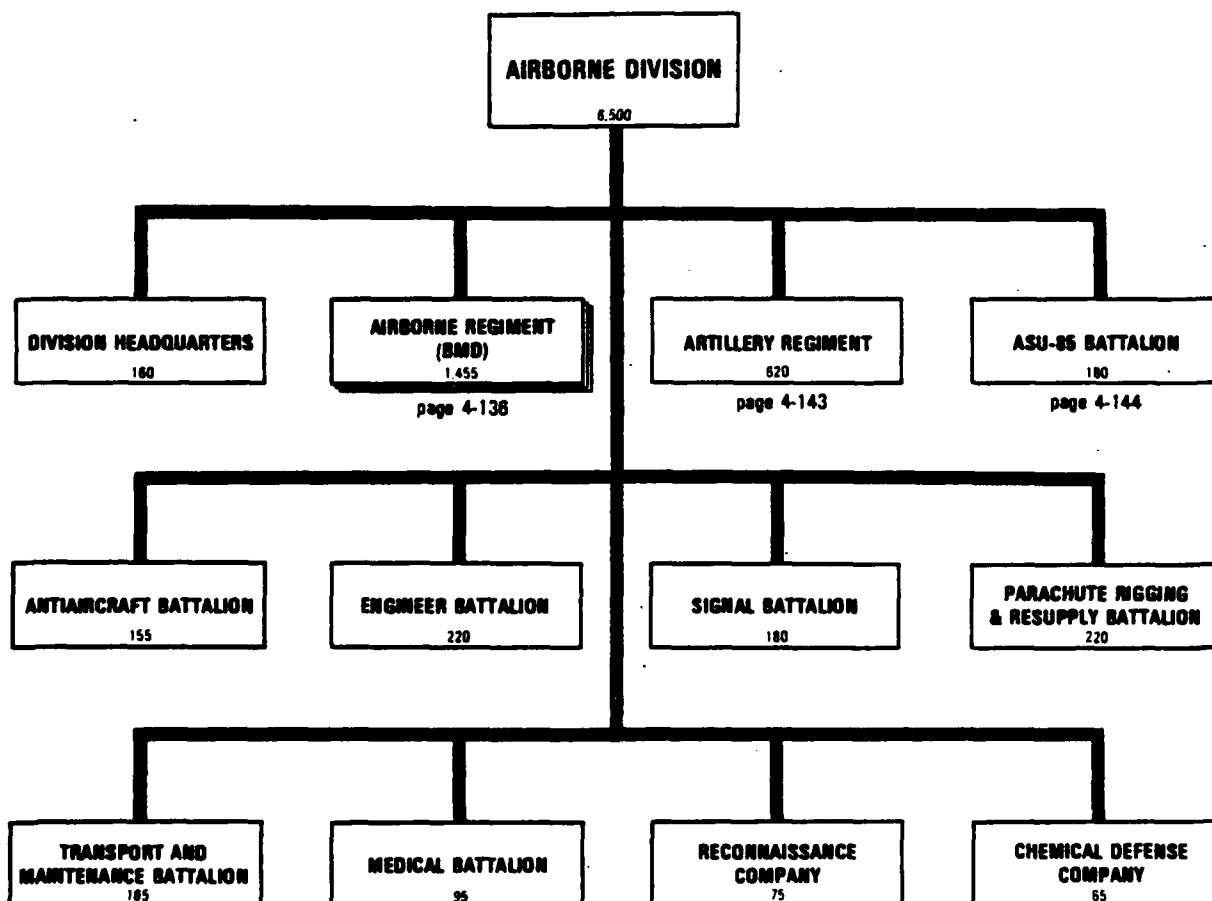 AIRBORNE DIVISION
6,500
DIVISION HEADQUARTERS
160
AIRBORNE REGIMENT
(BMD)
1,455
page 4-136
ARTILLERY REGIMENT
620
page 4-143
ASU-85 BATTALION
180
page 4-144
ANTIAIRCRAFT BATTALION
155
ENGINEER BATTALION
220
SIGNAL BATTALION
180
PARACHUTE RIGGING
& RESUPPLY BATTALION
220
TRANSPORT AND
MAINTENANCE BATTALION
MEDICAL BATTALION
95
RECONNAISSANCE
COMPANY
75
CHEMICAL DEFENSE
COMPANY
65